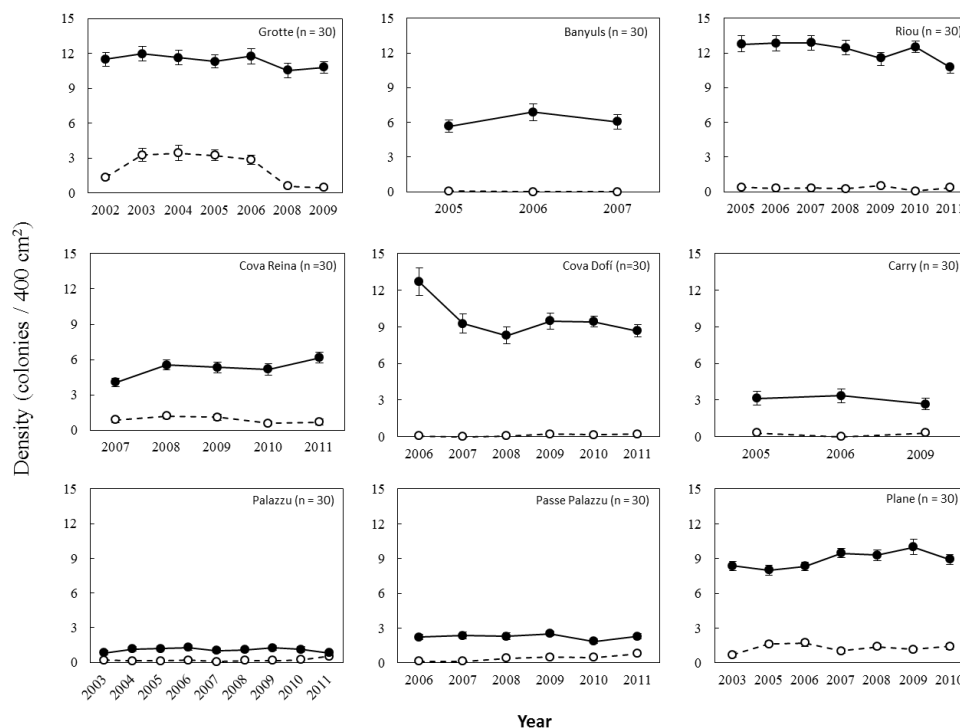 Density (colonies / 400 cm²)
Grotte (n = 30)
15
12
9
6
3
0
2002 2003 2004 2005 2006 2008 2009
Banyuls (n = 30)
15
12
9
6
3
0
2005 2006 2007
Riou (n = 30)
15
12
9
6
3
0
2005 2006 2007 2008 2009 2010 2011
Cova Reina (n =30)
15
12
9
6
3
0
2007 2008 2009 2010 2011
Cova Dofí (n=30)
15
12
9
6
3
0
2006 2007 2008 2009 2010 2011
Carry (n = 30)
15
12
9
6
3
0
2005 2006 2009
Palazzu (n = 30)
15
12
9
6
3
0
2003 2004 2005 2006 2007 2008 2009 2010 2011
Passe Palazzu (n = 30)
15
12
9
6
3
0
2006 2007 2008 2009 2010 2011
Plane (n = 30)
15
12
9
6
3
0
2003 2005 2006 2007 2008 2009 2010
Year